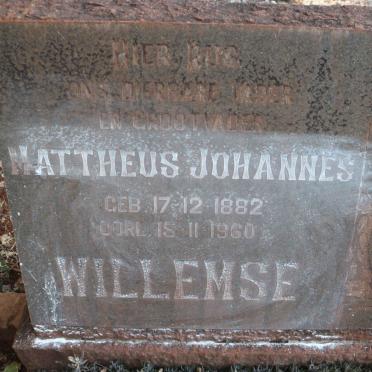 HIER RUS
ONS DIERBARE VADER
EN GROOTVADER
MATTHEUS JOHANNES
GEB. 17-12 1882
OORL. 15-11-1960
WILLEMSE